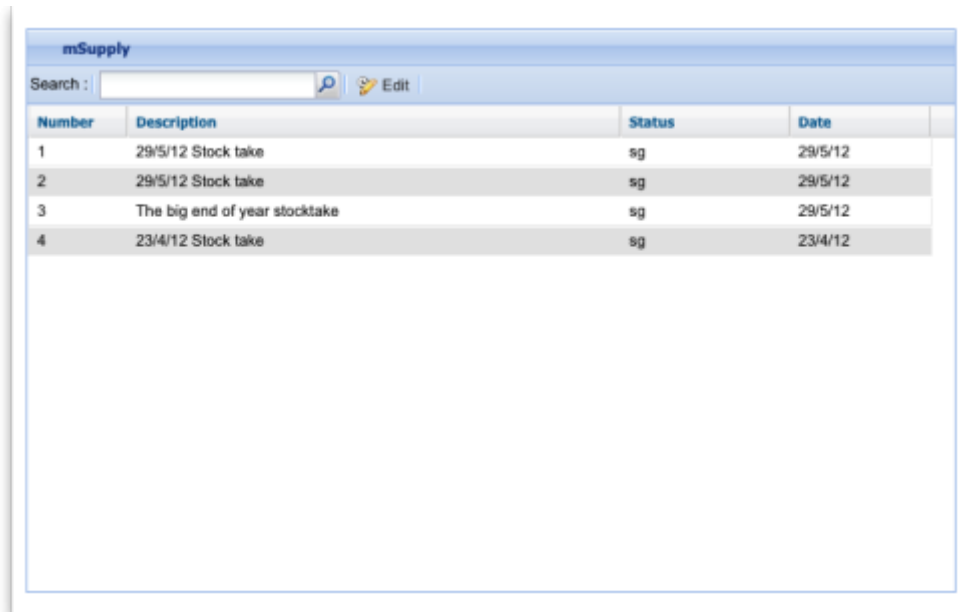 mSupply
Search : Edit
Number Description Status Date
1 29/5/12 Stock take sg 29/5/12
2 29/5/12 Stock take sg 29/5/12
3 The big end of year stocktake sg 29/5/12
4 23/4/12 Stock take sg 23/4/12